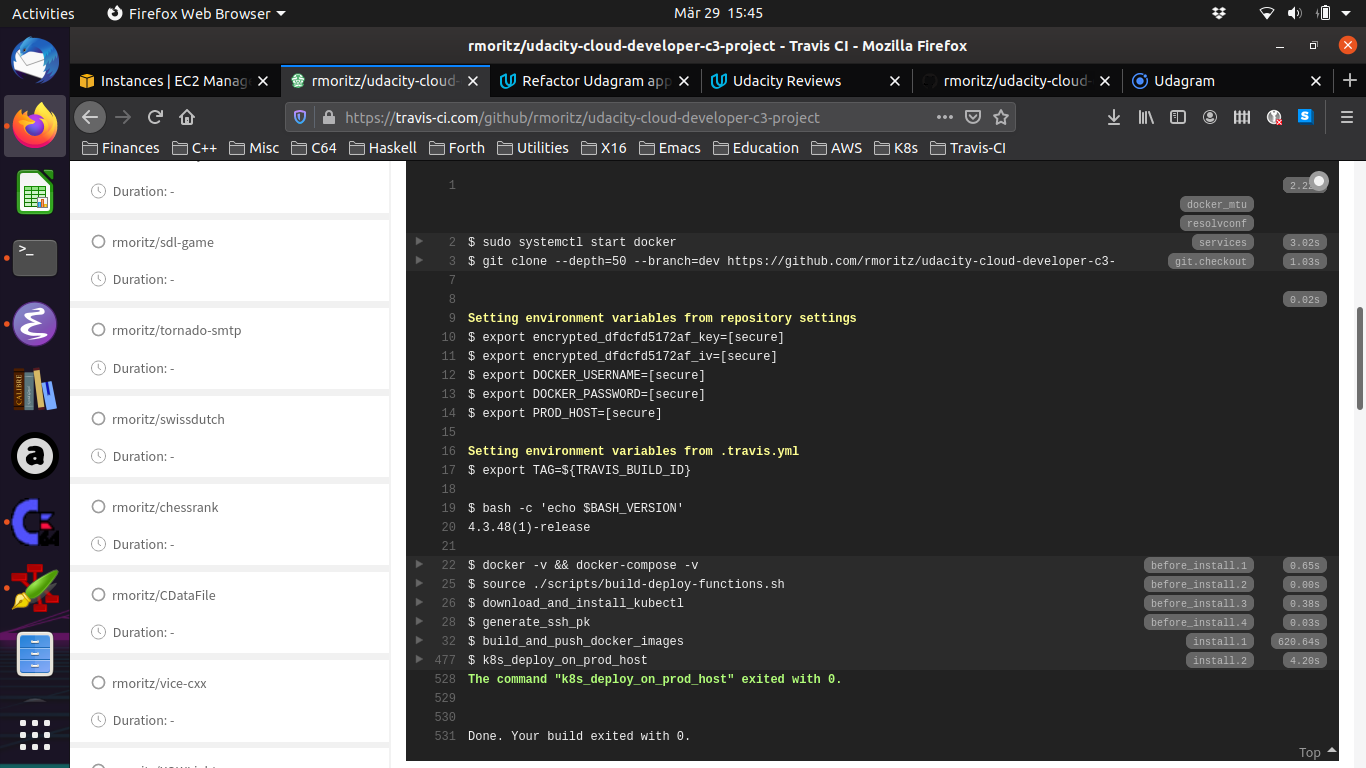 Activities Firefox Web Browser Mär 29 15:45
rmoritz/udacity-cloud-developer-c3-project - Travis CI - Mozilla Firefox
Instances | EC2 Manag rmoritz/udacity-cloud- Refactor Udagram app Udacity Reviews rmoritz/udacity-cloud- Udagram
https://travis-ci.com/github/rmoritz/udacity-cloud-developer-c3-project
Finances C++ Misc C64 Haskell Forth Utilities X16 Emacs Education AWS K8s Travis-CI
Duration: -
rmoritz/sdl-game
Duration: -
rmoritz/tornado-smtp
Duration: -
rmoritz/swissdutch
Duration: -
rmoritz/chessrank
Duration: -
rmoritz/CDataFile
Duration: -
rmoritz/vice-cxx
Duration: -
1
docker_mtu
resolvconf
2 $ sudo systemctl start docker services 3.02s
3 $ git clone --depth=50 --branch=dev https://github.com/rmoritz/udacity-cloud-developer-c3- git.checkout 1.03s
7
8 0.02s
9 Setting environment variables from repository settings
10 $ export encrypted_dfdcfd5172af_key=[secure]
11 $ export encrypted_dfdcfd5172af_iv=[secure]
12 $ export DOCKER_USERNAME=[secure]
13 $ export DOCKER_PASSWORD=[secure]
14 $ export PROD_HOST=[secure]
15
16 Setting environment variables from .travis.yml
17 $ export TAG=${TRAVIS_BUILD_ID}
18
19 $ bash -c 'echo $BASH_VERSION'
20 4.3.48(1)-release
21
22 $ docker -v && docker-compose -v before_install.1 0.65s
25 $ source ./scripts/build-deploy-functions.sh before_install.2 0.00s
26 $ download_and_install_kubectl before_install.3 0.38s
28 $ generate_ssh_pk before_install.4 0.03s
32 $ build_and_push_docker_images install.1 620.64s
477 $ k8s_deploy_on_prod_host install.2 4.20s
528 The command "k8s_deploy_on_prod_host" exited with 0.
529
530
531 Done. Your build exited with 0.
Top